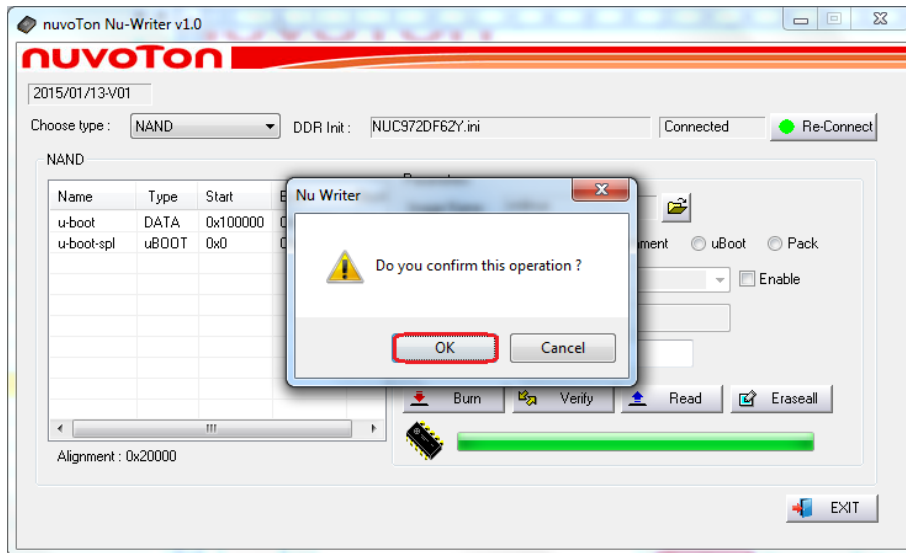 nuvoTon Nu-Writer v1.0
nuvoTon
2015/01/13-V01
Choose type : NAND DDR Init : NUC972DF62Y.ini Connected Re-Connect
NAND
Name Type Start
u-boot DATA 0x100000
u-boot-spl uBOOT 0x0
Alignment : 0x20000
Nu Writer
Do you confirm this operation ?
OK Cancel
uBoot Pack
Enable
Burn Verify Read Eraseall
EXIT